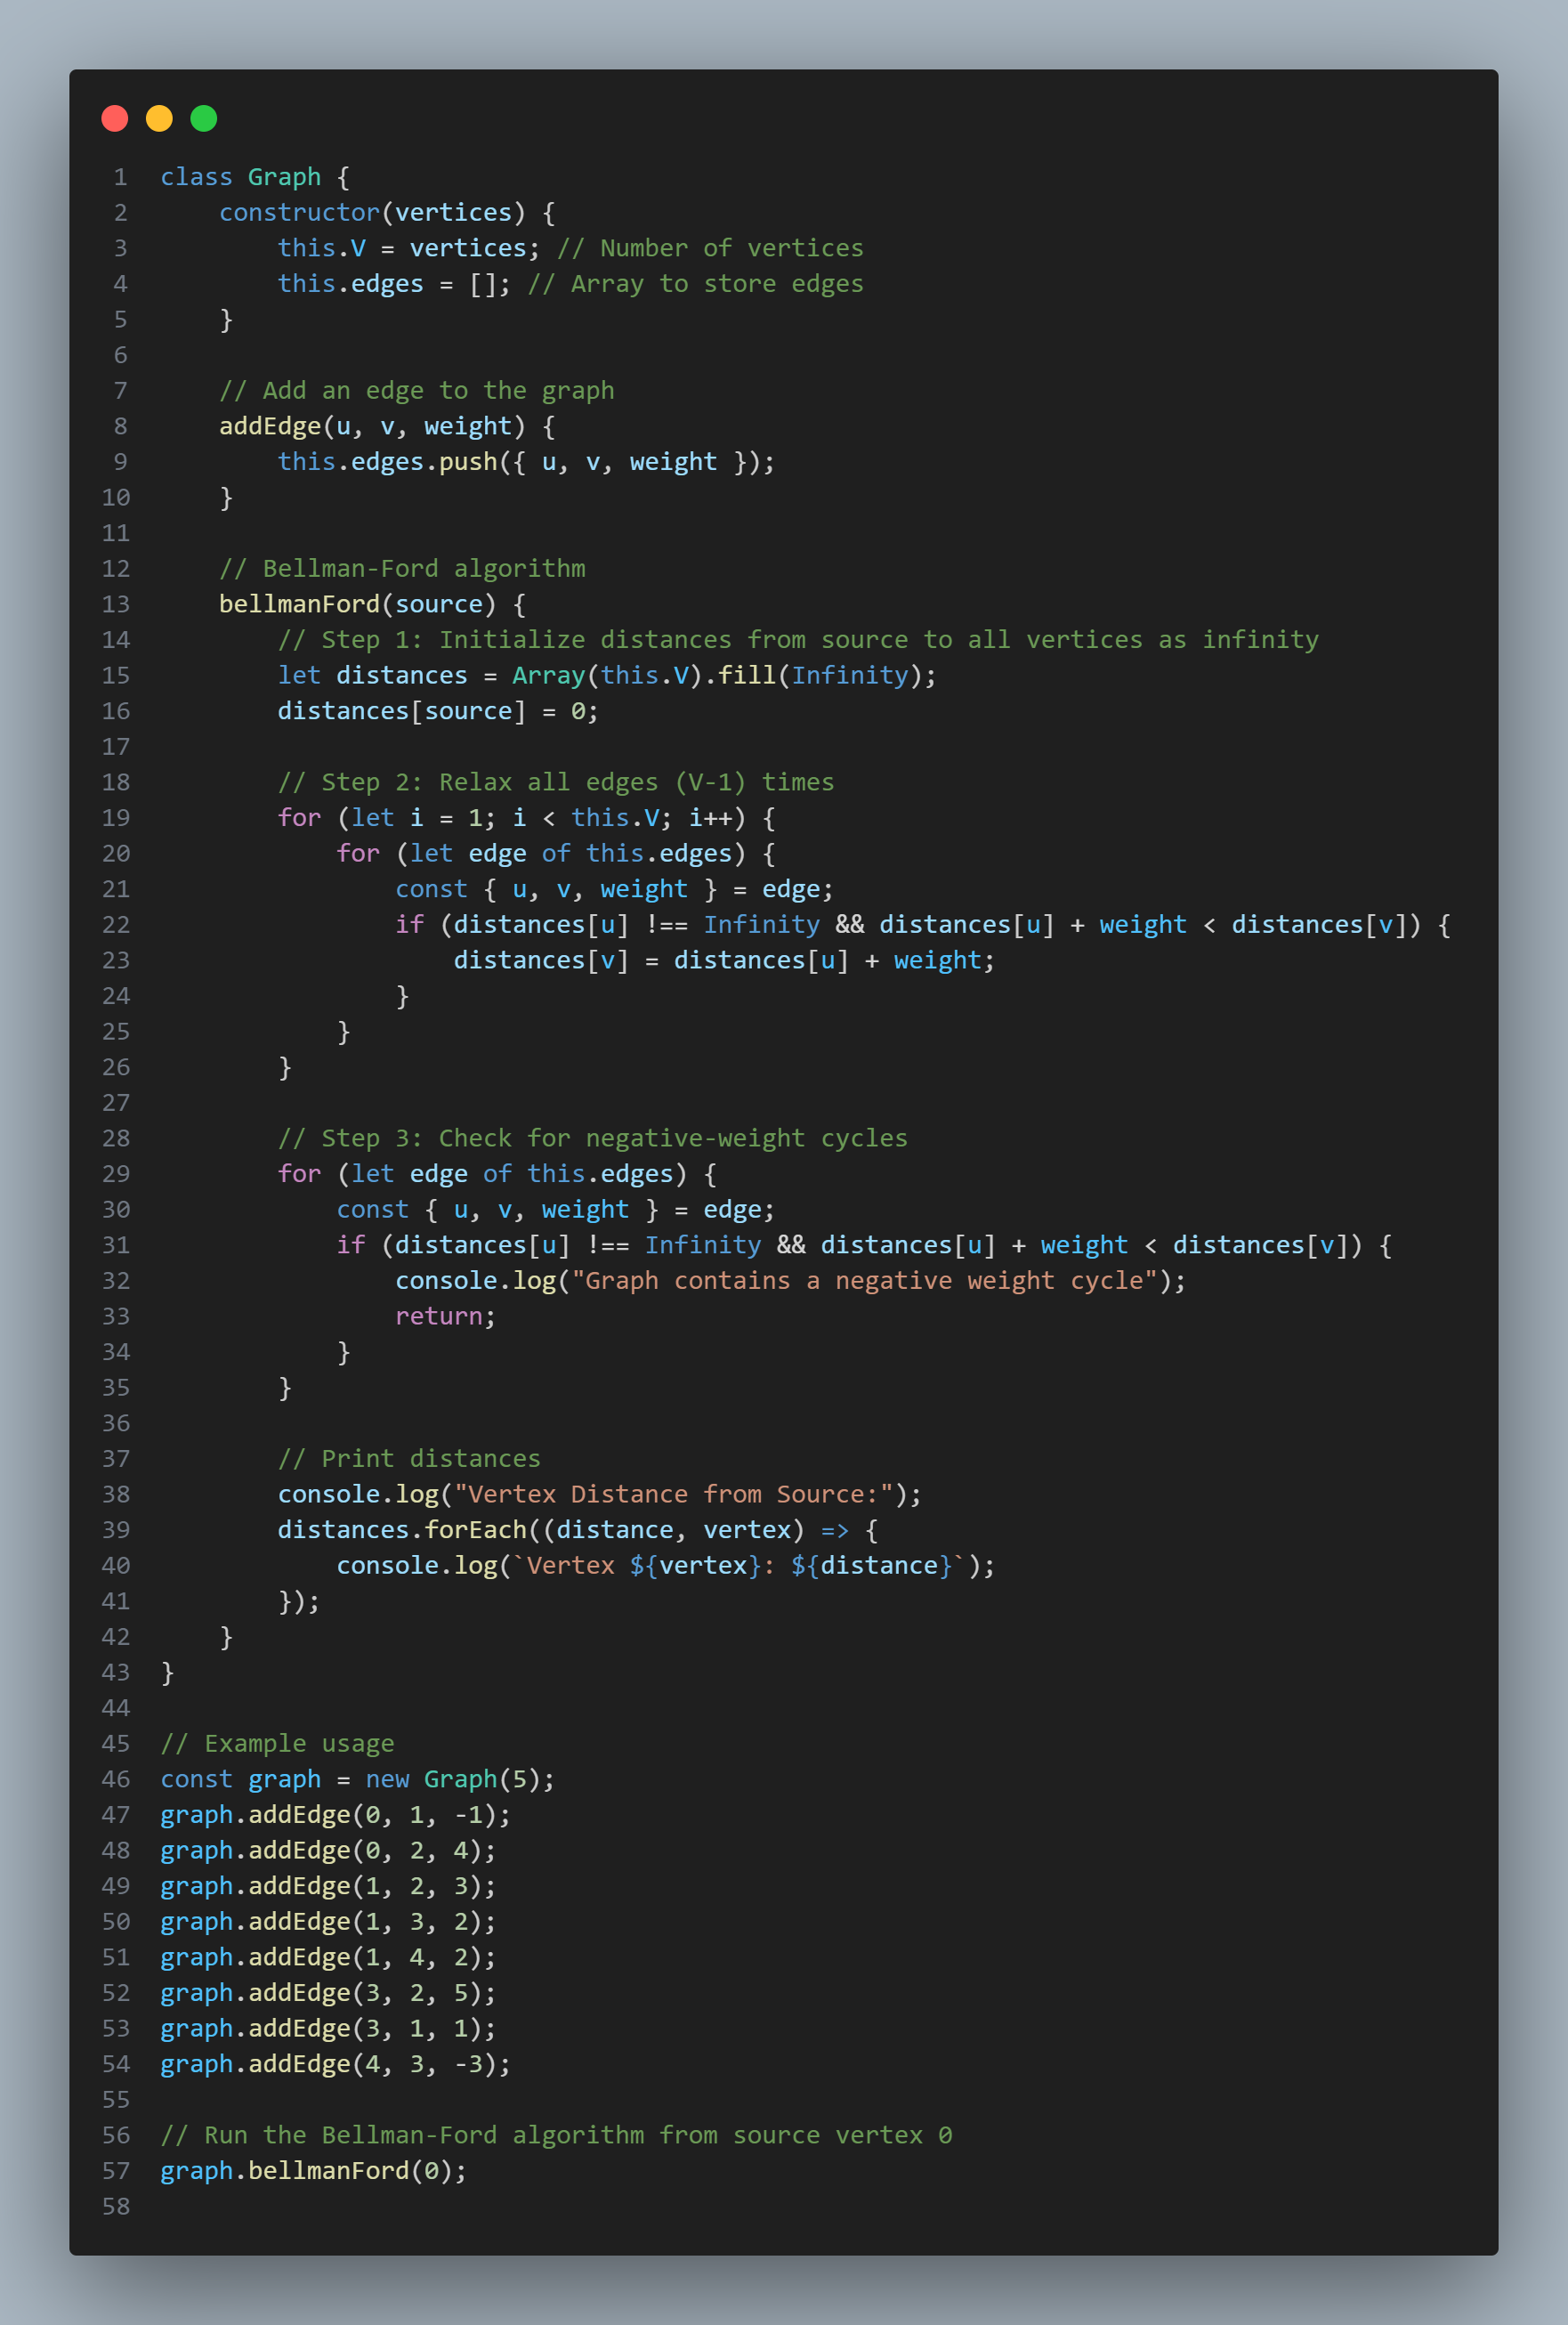 1 class Graph {
2     constructor(vertices) {
3         this.V = vertices; // Number of vertices
4         this.edges = []; // Array to store edges
5     }
6
7     // Add an edge to the graph
8     addEdge(u, v, weight) {
9         this.edges.push({ u, v, weight });
10     }
11
12     // Bellman-Ford algorithm
13     bellmanFord(source) {
14         // Step 1: Initialize distances from source to all vertices as infinity
15         let distances = Array(this.V).fill(Infinity);
16         distances[source] = 0;
17
18         // Step 2: Relax all edges (V-1) times
19         for (let i = 1; i < this.V; i++) {
20             for (let edge of this.edges) {
21                 const { u, v, weight } = edge;
22                 if (distances[u] !== Infinity && distances[u] + weight < distances[v]) {
23                     distances[v] = distances[u] + weight;
24                 }
25             }
26         }
27
28         // Step 3: Check for negative-weight cycles
29         for (let edge of this.edges) {
30             const { u, v, weight } = edge;
31             if (distances[u] !== Infinity && distances[u] + weight < distances[v]) {
32                 console.log("Graph contains a negative weight cycle");
33                 return;
34             }
35         }
36
37         // Print distances
38         console.log("Vertex Distance from Source:");
39         distances.forEach((distance, vertex) => {
40             console.log(`Vertex ${vertex}: ${distance}`);
41         });
42     }
43 }
44
45 // Example usage
46 const graph = new Graph(5);
47 graph.addEdge(0, 1, -1);
48 graph.addEdge(0, 2, 4);
49 graph.addEdge(1, 2, 3);
50 graph.addEdge(1, 3, 2);
51 graph.addEdge(1, 4, 2);
52 graph.addEdge(3, 2, 5);
53 graph.addEdge(3, 1, 1);
54 graph.addEdge(4, 3, -3);
55
56 // Run the Bellman-Ford algorithm from source vertex 0
57 graph.bellmanFord(0);
58